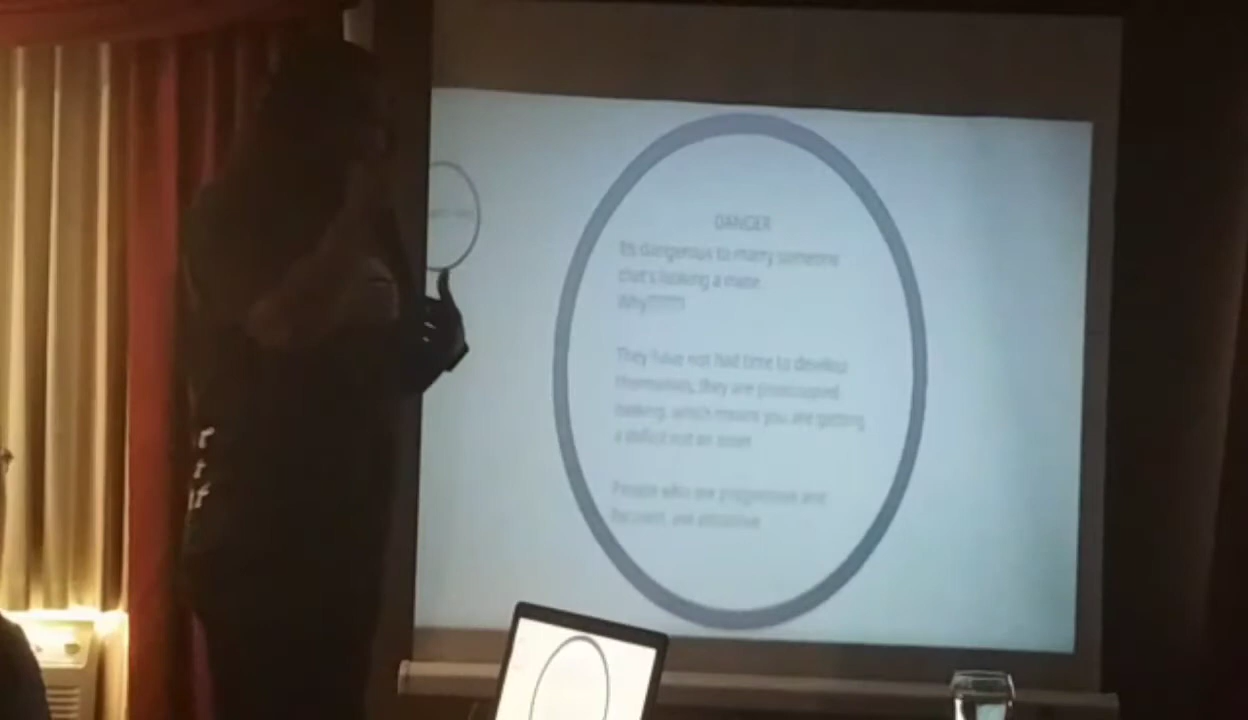 DANGER
It's dangerous to marry someone
that's looking a mate.
Why?????
They have not had time to develop
themselves, they are preoccupied
looking, which means you are getting
a deficit not an asset
People who are progressive and
focused, are attractive